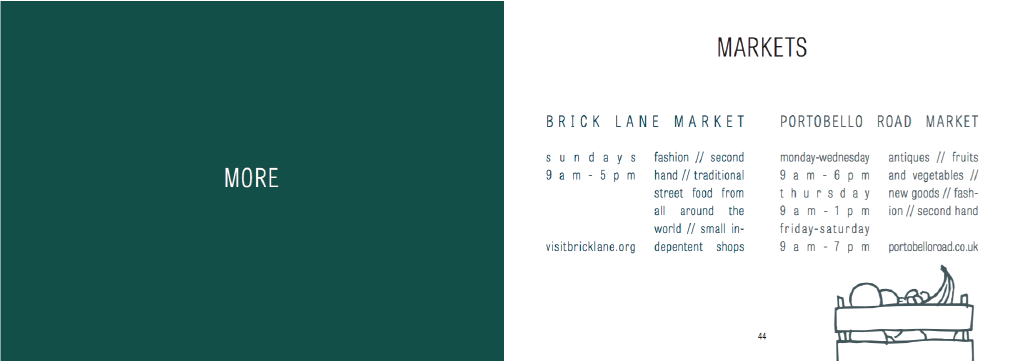 MORE
MARKETS
BRICK LANE MARKET
sundays
9am-5pm
visitbricklane.org
fashion // second
hand // traditional
street food from
all around the
world // small in-
depentent shops
PORTOBELLO ROAD MARKET
monday-wednesday
9am-6pm
thursday
9am-1pm
friday-saturday
9am-7pm
antiques // fruits
and vegetables //
new goods // fash-
ion // second hand
portobelloroad.co.uk
44